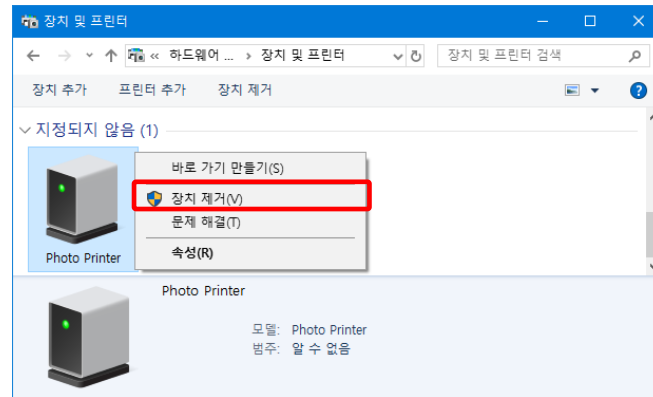 장치 및 프린터
« 하드웨어 ... › 장치 및 프린터
장치 및 프린터 검색
장치 추가 프린터 추가 장치 제거
지정되지 않음 (1)
바로 가기 만들기(S)
장치 제거(V)
문제 해결(T)
속성(R)
Photo Printer
Photo Printer
모델: Photo Printer
범주: 알 수 없음